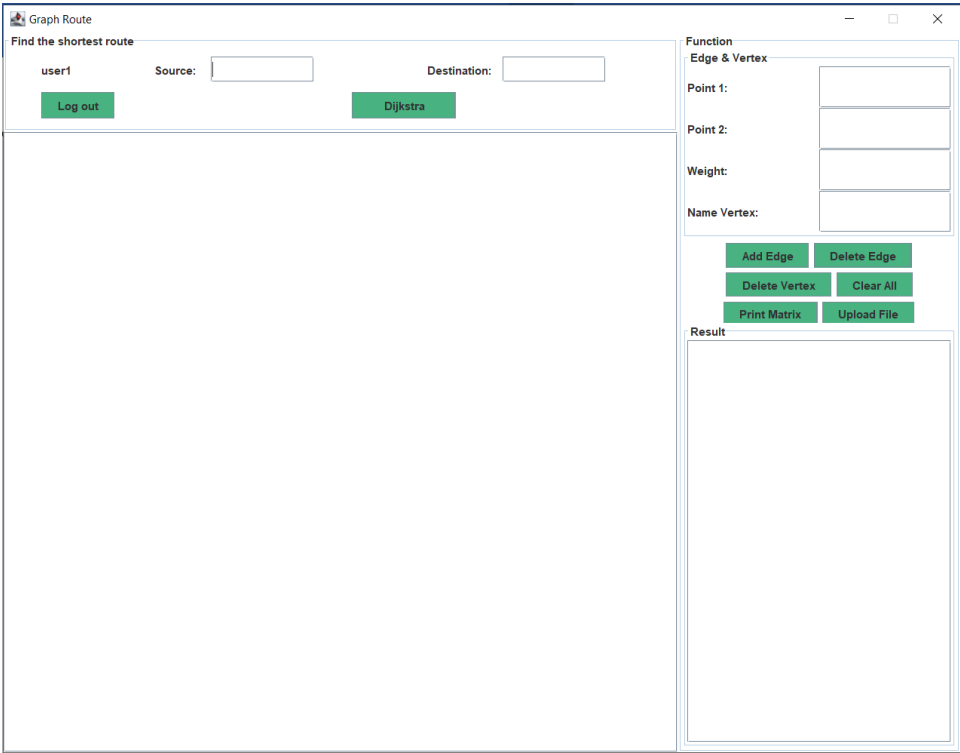 Graph Route
Find the shortest route
user1 Source: Destination:
Log out Dijkstra
Function
Edge & Vertex
Point 1:
Point 2:
Weight:
Name Vertex:
Add Edge Delete Edge
Delete Vertex Clear All
Print Matrix Upload File
Result